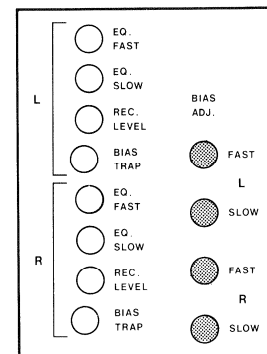 EQ.
FAST
EQ.
SLOW
L
REC.
LEVEL
BIAS
TRAP
EQ.
FAST
EQ.
SLOW
R
REC.
LEVEL
BIAS
TRAP
BIAS
ADJ.
FAST
L
SLOW
FAST
R
SLOW